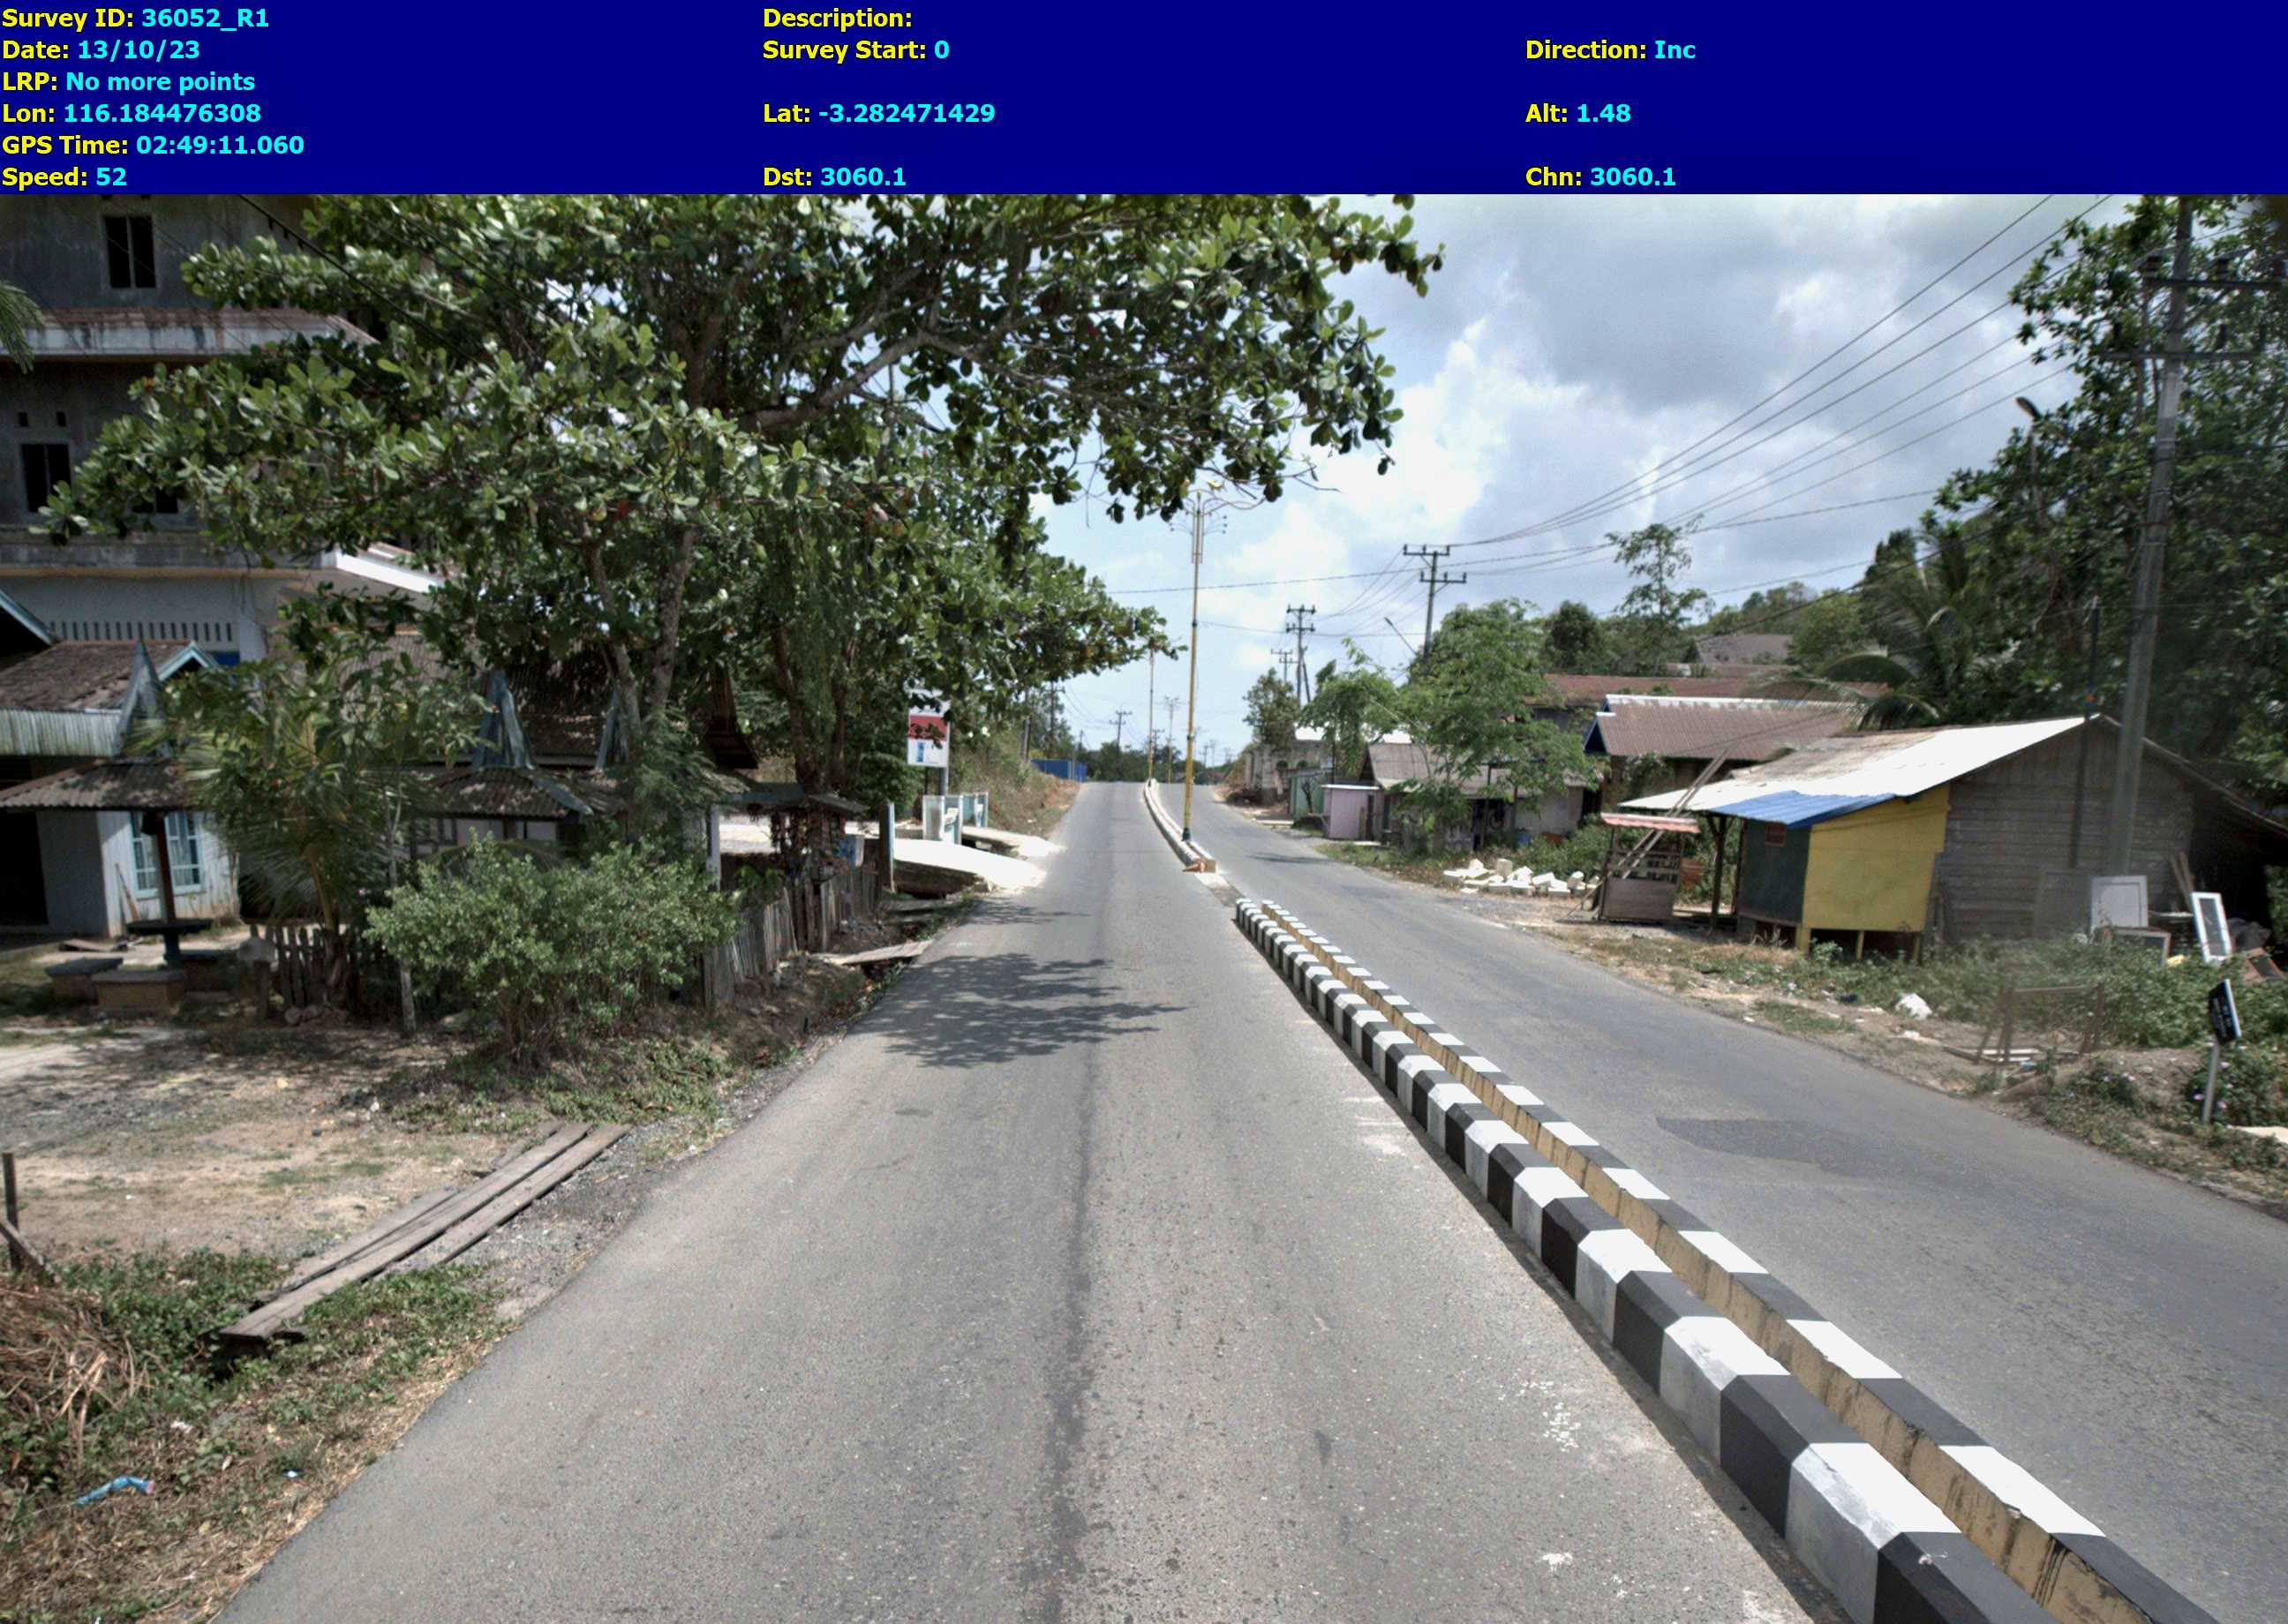 Survey ID: 36052_R1
Description:
Date: 13/10/23
Survey Start: 0
Direction: Inc
LRP: No more points
Lon: 116.184476308
Lat: -3.282471429
Alt: 1.48
GPS Time: 02:49:11.060
Speed: 52
Dst: 3060.1
Chn: 3060.1